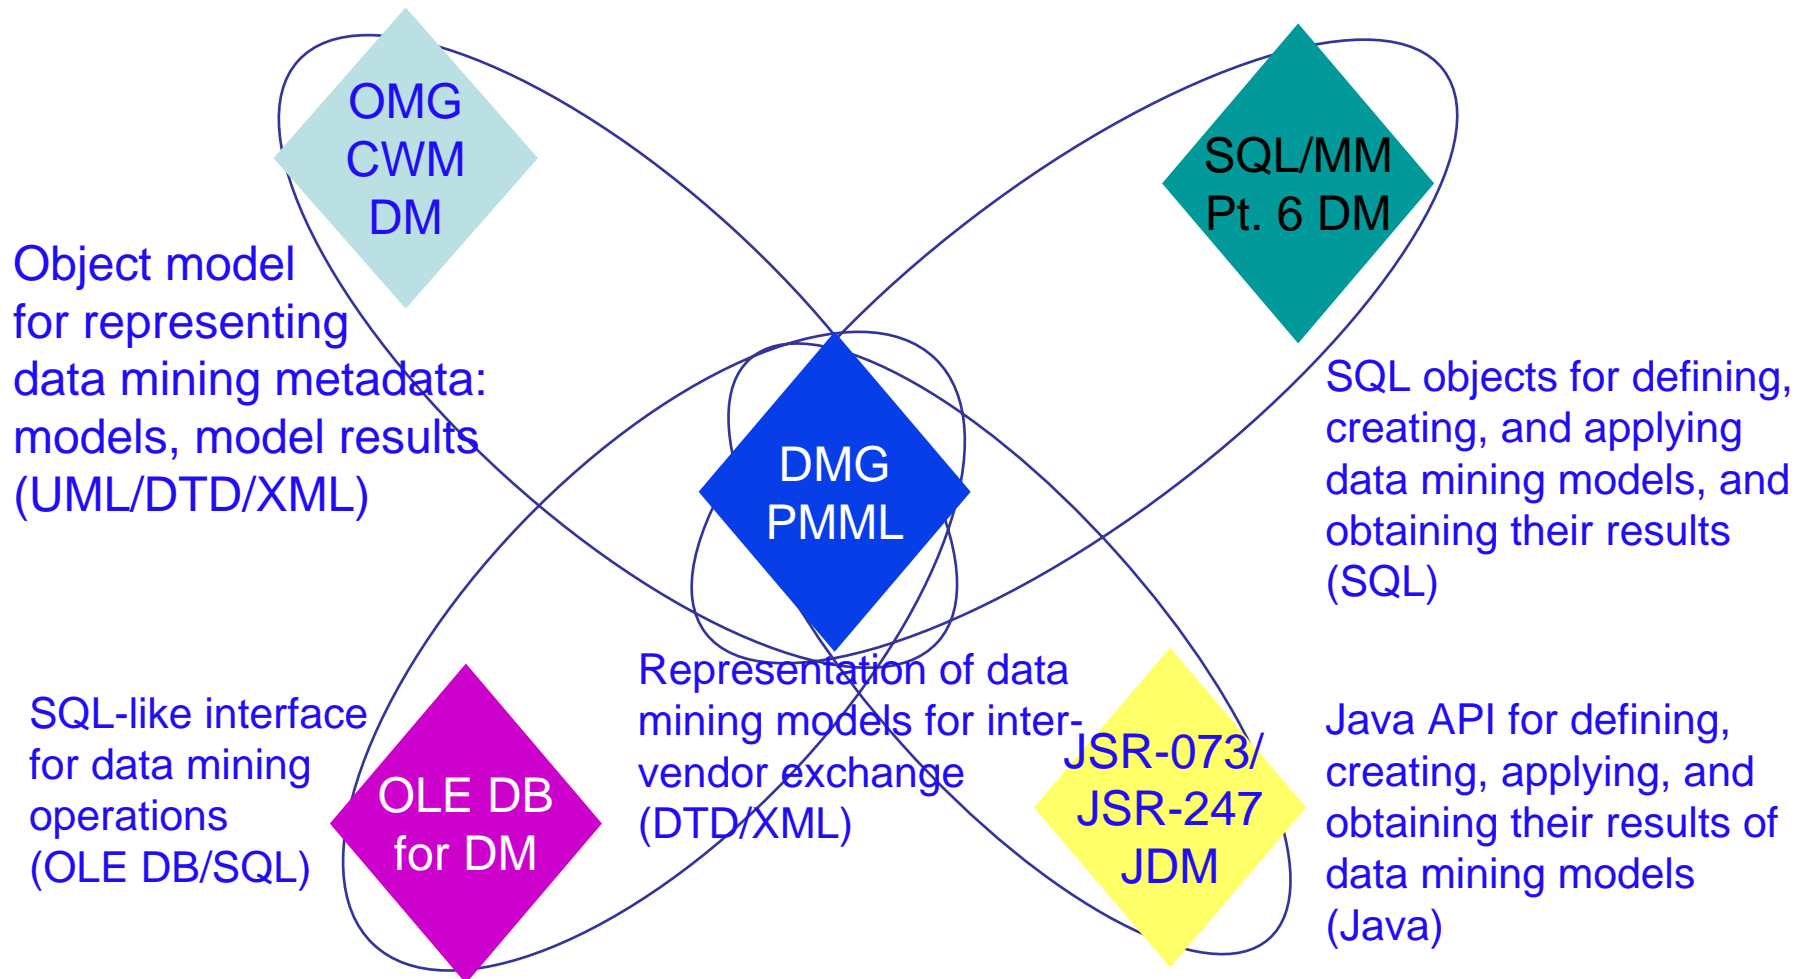 OMG
CWM
DM
Object model
for representing
data mining metadata:
models, model results
(UML/DTD/XML)
SQL/MM
Pt. 6 DM
SQL objects for defining,
creating, and applying
data mining models, and
obtaining their results
(SQL)
DMG
PMML
Representation of data
mining models for inter-
vendor exchange
(DTD/XML)
SQL-like interface
for data mining
operations
(OLE DB/SQL)
OLE DB
for DM
JSR-073/
JSR-247
JDM
Java API for defining,
creating, applying, and
obtaining their results of
data mining models
(Java)